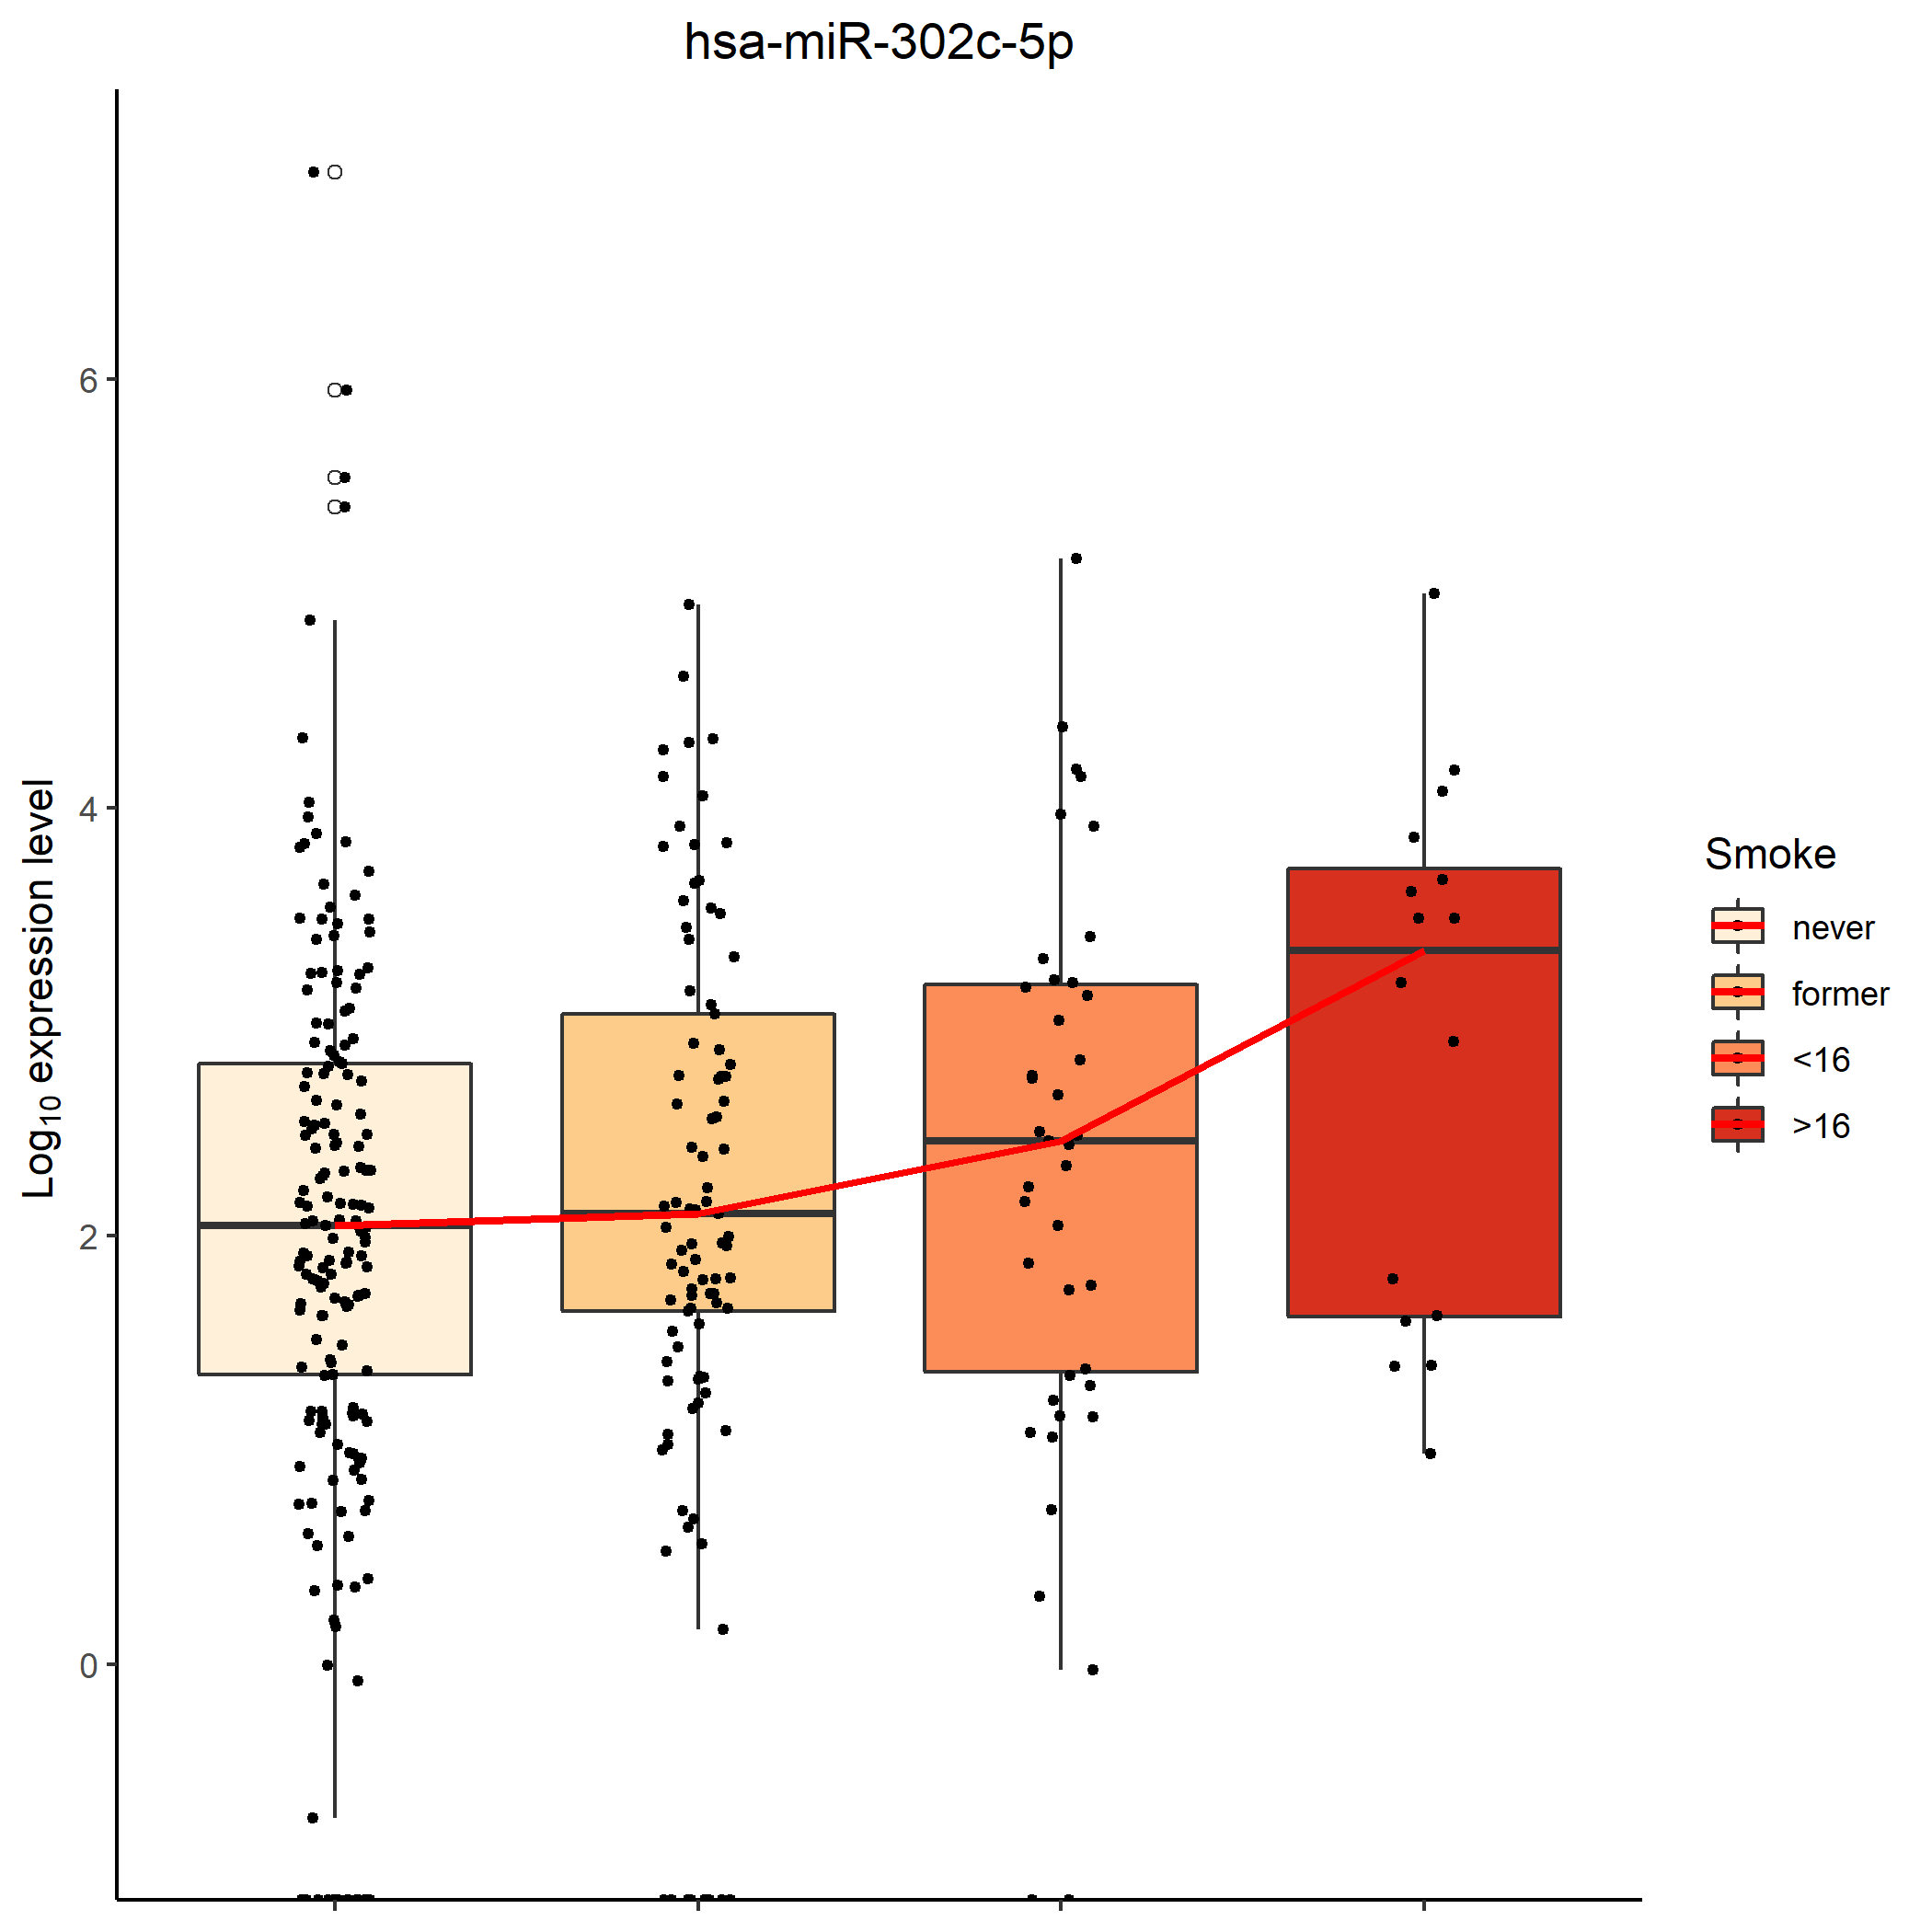 hsa-miR-302c-5p
Log10 expression level
6
4
2
0
Smoke
never
former
<16
>16